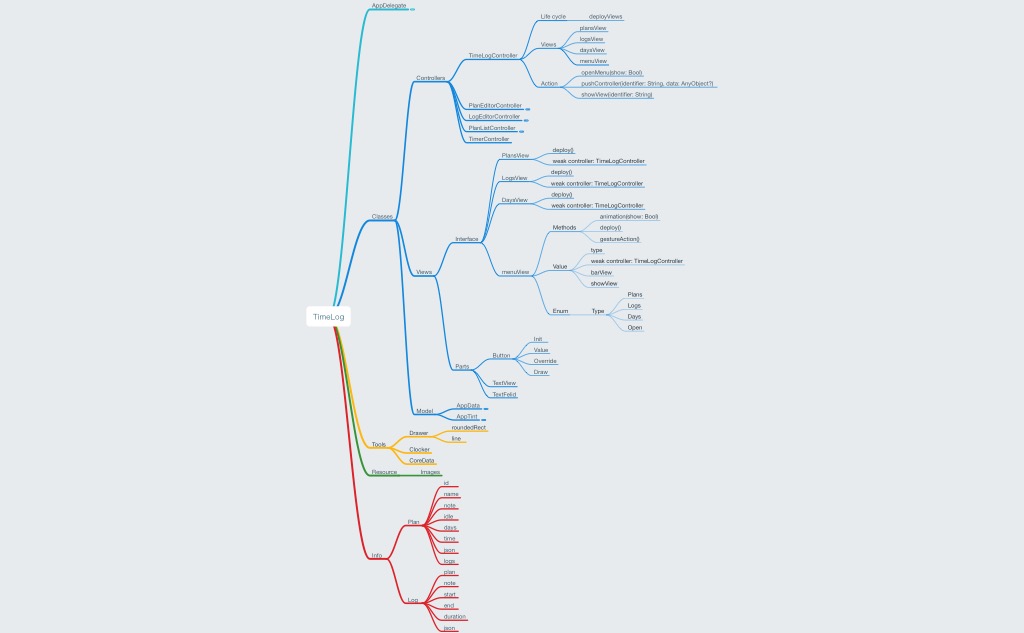 TimeLog
AppDelegate
Classes
Controllers
TimeLogController
Life cycle
deployViews
Views
plansView
logsView
daysView
menuView
Action
openMenu(show: Bool)
pushController(identifier: String, data: AnyObject?)
showView(identifier: String)
PlanEditorController
LogEditorController
PlanListController
TimerController
Views
Interface
PlansView
deploy()
weak controller: TimeLogController
LogsView
deploy()
weak controller: TimeLogController
DaysView
deploy()
weak controller: TimeLogController
menuView
Methods
animation(show: Bool)
deploy()
gestureAction()
Value
type
weak controller: TimeLogController
barView
showView
Enum
Type
Plans
Logs
Days
Open
Parts
Button
Init
Value
Override
Draw
TextView
TextFeild
Model
AppData
AppTint
Tools
Drawer
roundedRect
line
Clocker
CoreData
Resource
Images
Info
Plan
id
name
note
idle
days
time
json
logs
Log
plan
note
start
end
duration
json